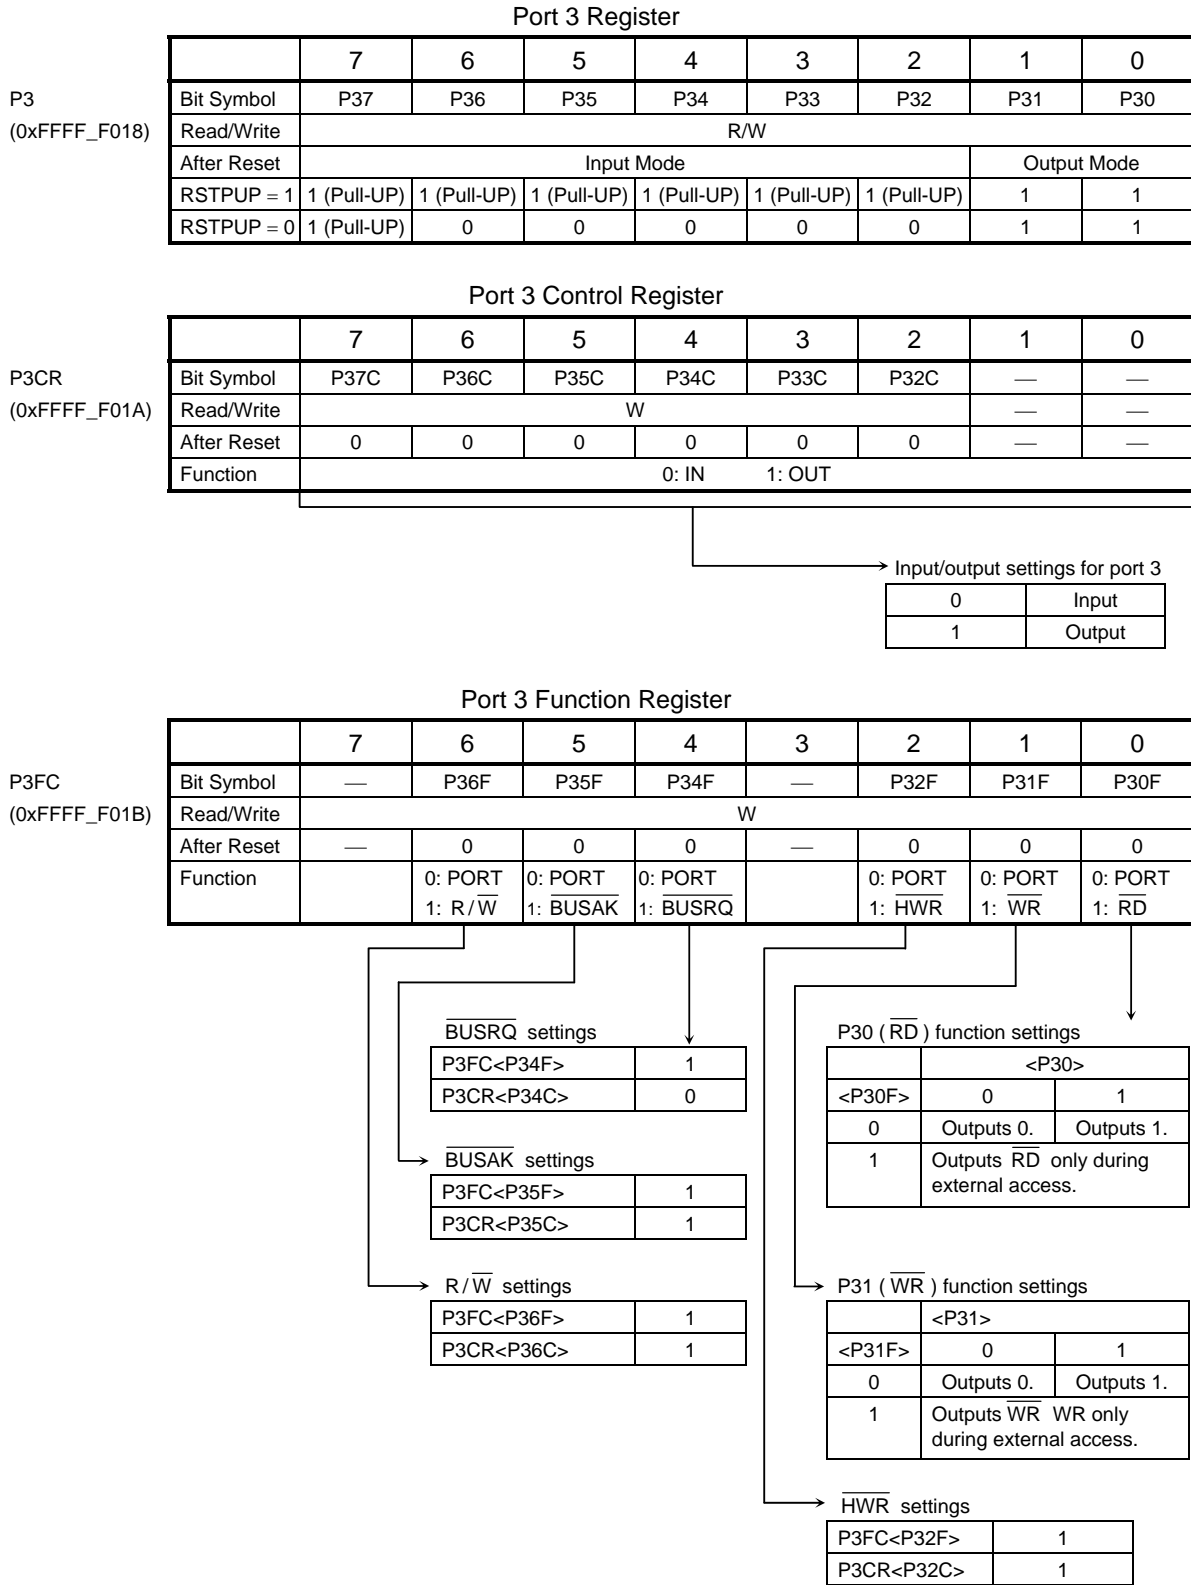 Port 3 Register
7 6 5 4 3 2 1 0
P3 Bit Symbol P37 P36 P35 P34 P33 P32 P31 P30
(0xFFFF_F018) Read/Write R/W
After Reset Input Mode Output Mode
RSTPUP = 1 1 (Pull-UP) 1 (Pull-UP) 1 (Pull-UP) 1 (Pull-UP) 1 (Pull-UP) 1 (Pull-UP) 1 1
RSTPUP = 0 1 (Pull-UP) 0 0 0 0 0 1 1
Port 3 Control Register
7 6 5 4 3 2 1 0
P3CR Bit Symbol P37C P36C P35C P34C P33C P32C — —
(0xFFFF_F01A) Read/Write W — —
After Reset 0 0 0 0 0 0 — —
Function 0: IN 1: OUT
Input/output settings for port 3
0 Input
1 Output
Port 3 Function Register
7 6 5 4 3 2 1 0
P3FC Bit Symbol — P36F P35F P34F — P32F P31F P30F
(0xFFFF_F01B) Read/Write W
After Reset — 0 0 0 — 0 0 0
Function 0: PORT 0: PORT 0: PORT 0: PORT 0: PORT 0: PORT
1: R/W̅ 1: B̅U̅S̅A̅K̅ 1: B̅U̅S̅R̅Q̅ 1: H̅W̅R̅ 1: W̅R̅ 1: R̅D̅
B̅U̅S̅R̅Q̅ settings
P3FC<P34F> 1
P3CR<P34C> 0
B̅U̅S̅A̅K̅ settings
P3FC<P35F> 1
P3CR<P35C> 1
R/W̅ settings
P3FC<P36F> 1
P3CR<P36C> 1
P30 (R̅D̅) function settings
<P30>
<P30F> 0 1
0 Outputs 0. Outputs 1.
1 Outputs R̅D̅ only during
external access.
P31 (W̅R̅) function settings
<P31>
<P31F> 0 1
0 Outputs 0. Outputs 1.
1 Outputs W̅R̅ WR only
during external access.
H̅W̅R̅ settings
P3FC<P32F> 1
P3CR<P32C> 1